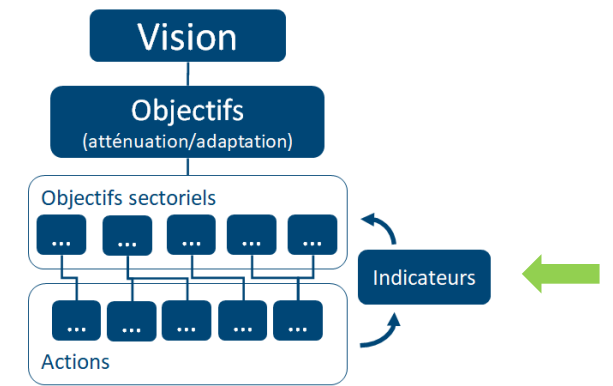 Vision
Objectifs
(atténuation/adaptation)
Objectifs sectoriels
... ... ... ... ...
Indicateurs
... ... ... ... ...
Actions